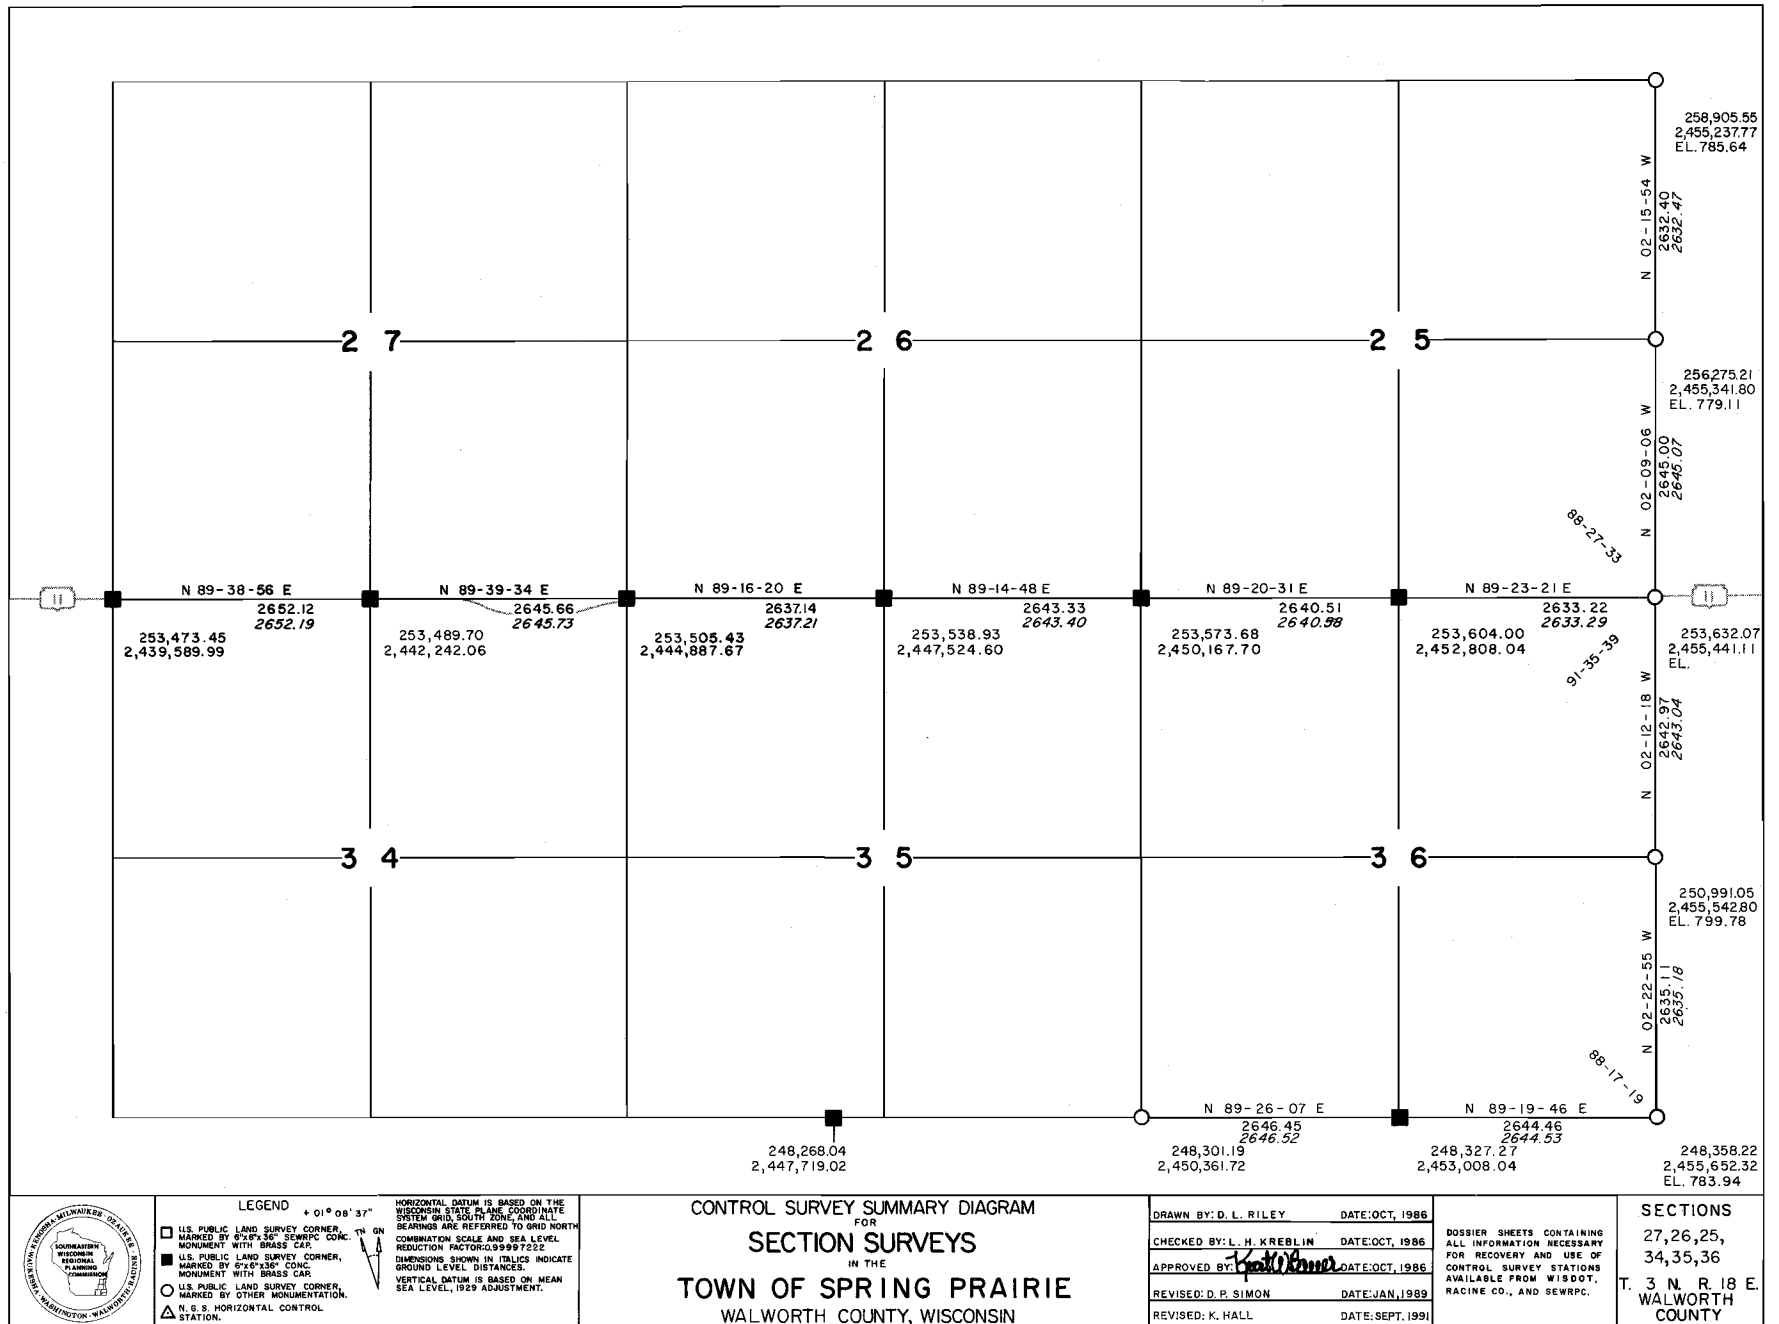 258,905.55
2,455,237.77
EL. 785.64
N 02-15-54 W
2632.40
2632.47
2 7
2 6
2 5
256,275.21
2,455,341.80
EL. 779.11
N 02-09-06 W
2645.00
2645.07
88-27-33
11
N 89-38-56 E
2652.12
2652.19
N 89-39-34 E
2645.66
2645.73
N 89-16-20 E
2637.14
2637.21
N 89-14-48 E
2643.33
2643.40
N 89-20-31 E
2640.51
2640.58
N 89-23-21 E
2633.22
2633.29
11
253,473.45
2,439,589.99
253,489.70
2,442,242.06
253,505.43
2,444,887.67
253,538.93
2,447,524.60
253,573.68
2,450,167.70
253,604.00
2,452,808.04
253,632.07
2,455,441.11
EL.
91-35-39
N 02-12-18 W
2642.97
2643.04
3 4
3 5
3 6
250,991.05
2,455,542.80
EL. 799.78
N 02-22-55 W
2635.11
2635.18
88-17-19
N 89-26-07 E
2646.45
2646.52
N 89-19-46 E
2644.46
2644.53
248,268.04
2,447,719.02
248,301.19
2,450,361.72
248,327.27
2,453,008.04
248,358.22
2,455,652.32
EL. 783.94
KENOSHA·MILWAUKEE·OZAUKEE·RACINE·WALWORTH·WASHINGTON·WAUKESHA
SOUTHEASTERN
WISCONSIN
REGIONAL
PLANNING
COMMISSION
LEGEND
+ 01° 08' 37"
TN GN
U.S. PUBLIC LAND SURVEY CORNER,
MARKED BY 6"x6"x36" SEWRPC CONC.
MONUMENT WITH BRASS CAP.
U.S. PUBLIC LAND SURVEY CORNER,
MARKED BY 6"x6"x36" CONC.
MONUMENT WITH BRASS CAP.
U.S. PUBLIC LAND SURVEY CORNER,
MARKED BY OTHER MONUMENTATION.
N.G.S. HORIZONTAL CONTROL
STATION.
HORIZONTAL DATUM IS BASED ON THE
WISCONSIN STATE PLANE COORDINATE
SYSTEM GRID, SOUTH ZONE, AND ALL
BEARINGS ARE REFERRED TO GRID NORTH
COMBINATION SCALE AND SEA LEVEL
REDUCTION FACTOR:0.99997222
DIMENSIONS SHOWN IN ITALICS INDICATE
GROUND LEVEL DISTANCES.
VERTICAL DATUM IS BASED ON MEAN
SEA LEVEL, 1929 ADJUSTMENT.
CONTROL SURVEY SUMMARY DIAGRAM
FOR
SECTION SURVEYS
IN THE
TOWN OF SPRING PRAIRIE
WALWORTH COUNTY, WISCONSIN
DRAWN BY: D. L. RILEY DATE:OCT, 1986
CHECKED BY: L. H. KREBLIN DATE:OCT, 1986
APPROVED BY: DATE:OCT, 1986
REVISED: D. P. SIMON DATE:JAN,1989
REVISED: K. HALL DATE:SEPT. 1991
DOSSIER SHEETS CONTAINING
ALL INFORMATION NECESSARY
FOR RECOVERY AND USE OF
CONTROL SURVEY STATIONS
AVAILABLE FROM WISDOT,
RACINE CO., AND SEWRPC.
SECTIONS
27,26,25,
34,35,36
T. 3 N. R. 18 E.
WALWORTH
COUNTY